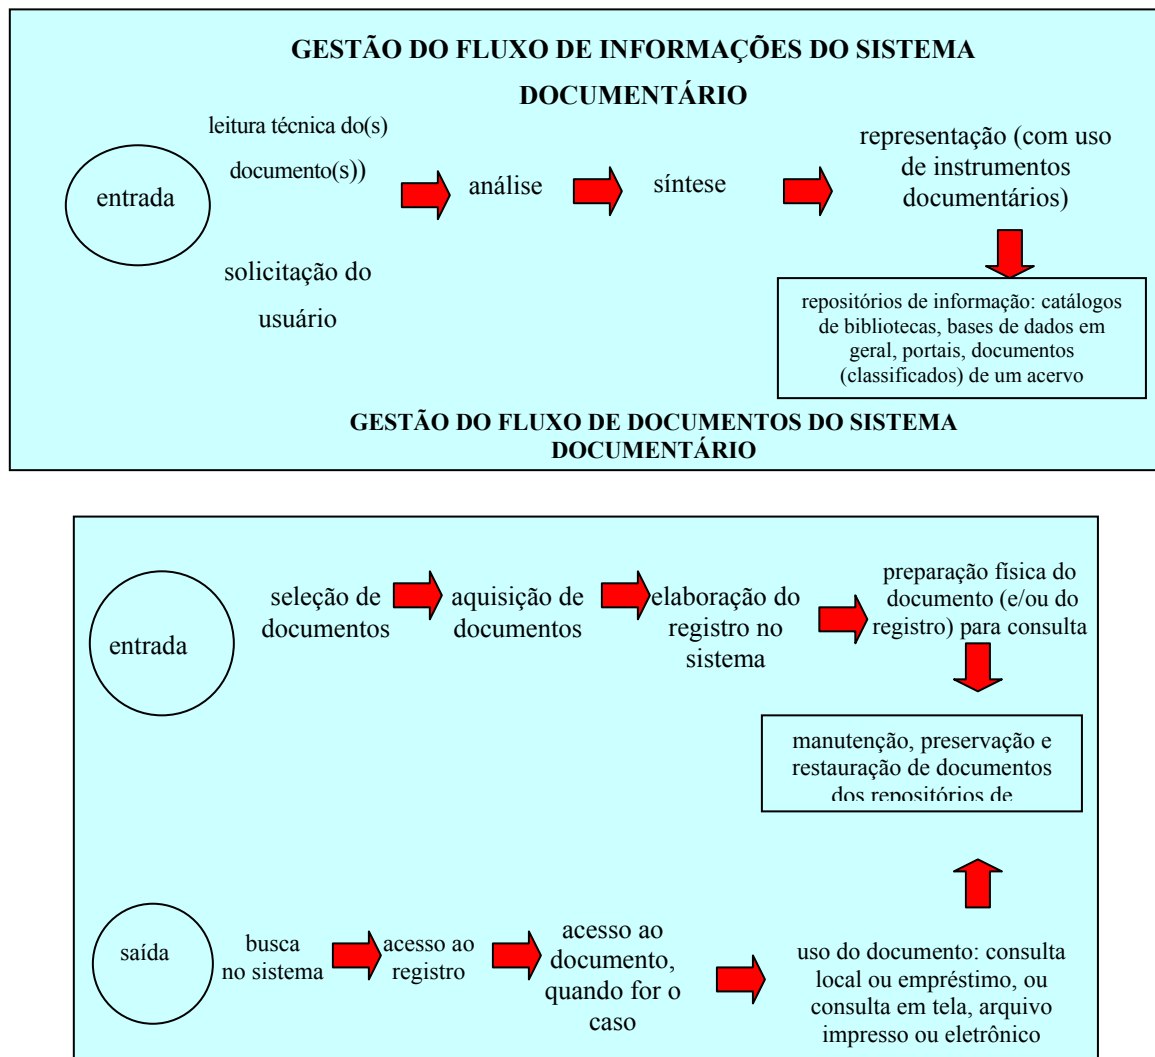 GESTÃO DO FLUXO DE INFORMAÇÕES DO SISTEMA
DOCUMENTÁRIO
entrada
leitura técnica do(s)
documento(s))
solicitação do
usuário
análise
síntese
representação (com uso
de instrumentos
documentários)
repositórios de informação: catálogos
de bibliotecas, bases de dados em
geral, portais, documentos
(classificados) de um acervo
GESTÃO DO FLUXO DE DOCUMENTOS DO SISTEMA
DOCUMENTÁRIO
entrada
seleção de
documentos
aquisição de
documentos
elaboração do
registro no
sistema
preparação física do
documento (e/ou do
registro) para consulta
manutenção, preservação e
restauração de documentos
dos repositórios de
saída
busca
no sistema
acesso ao
registro
acesso ao
documento,
quando for o
caso
uso do documento: consulta
local ou empréstimo, ou
consulta em tela, arquivo
impresso ou eletrônico